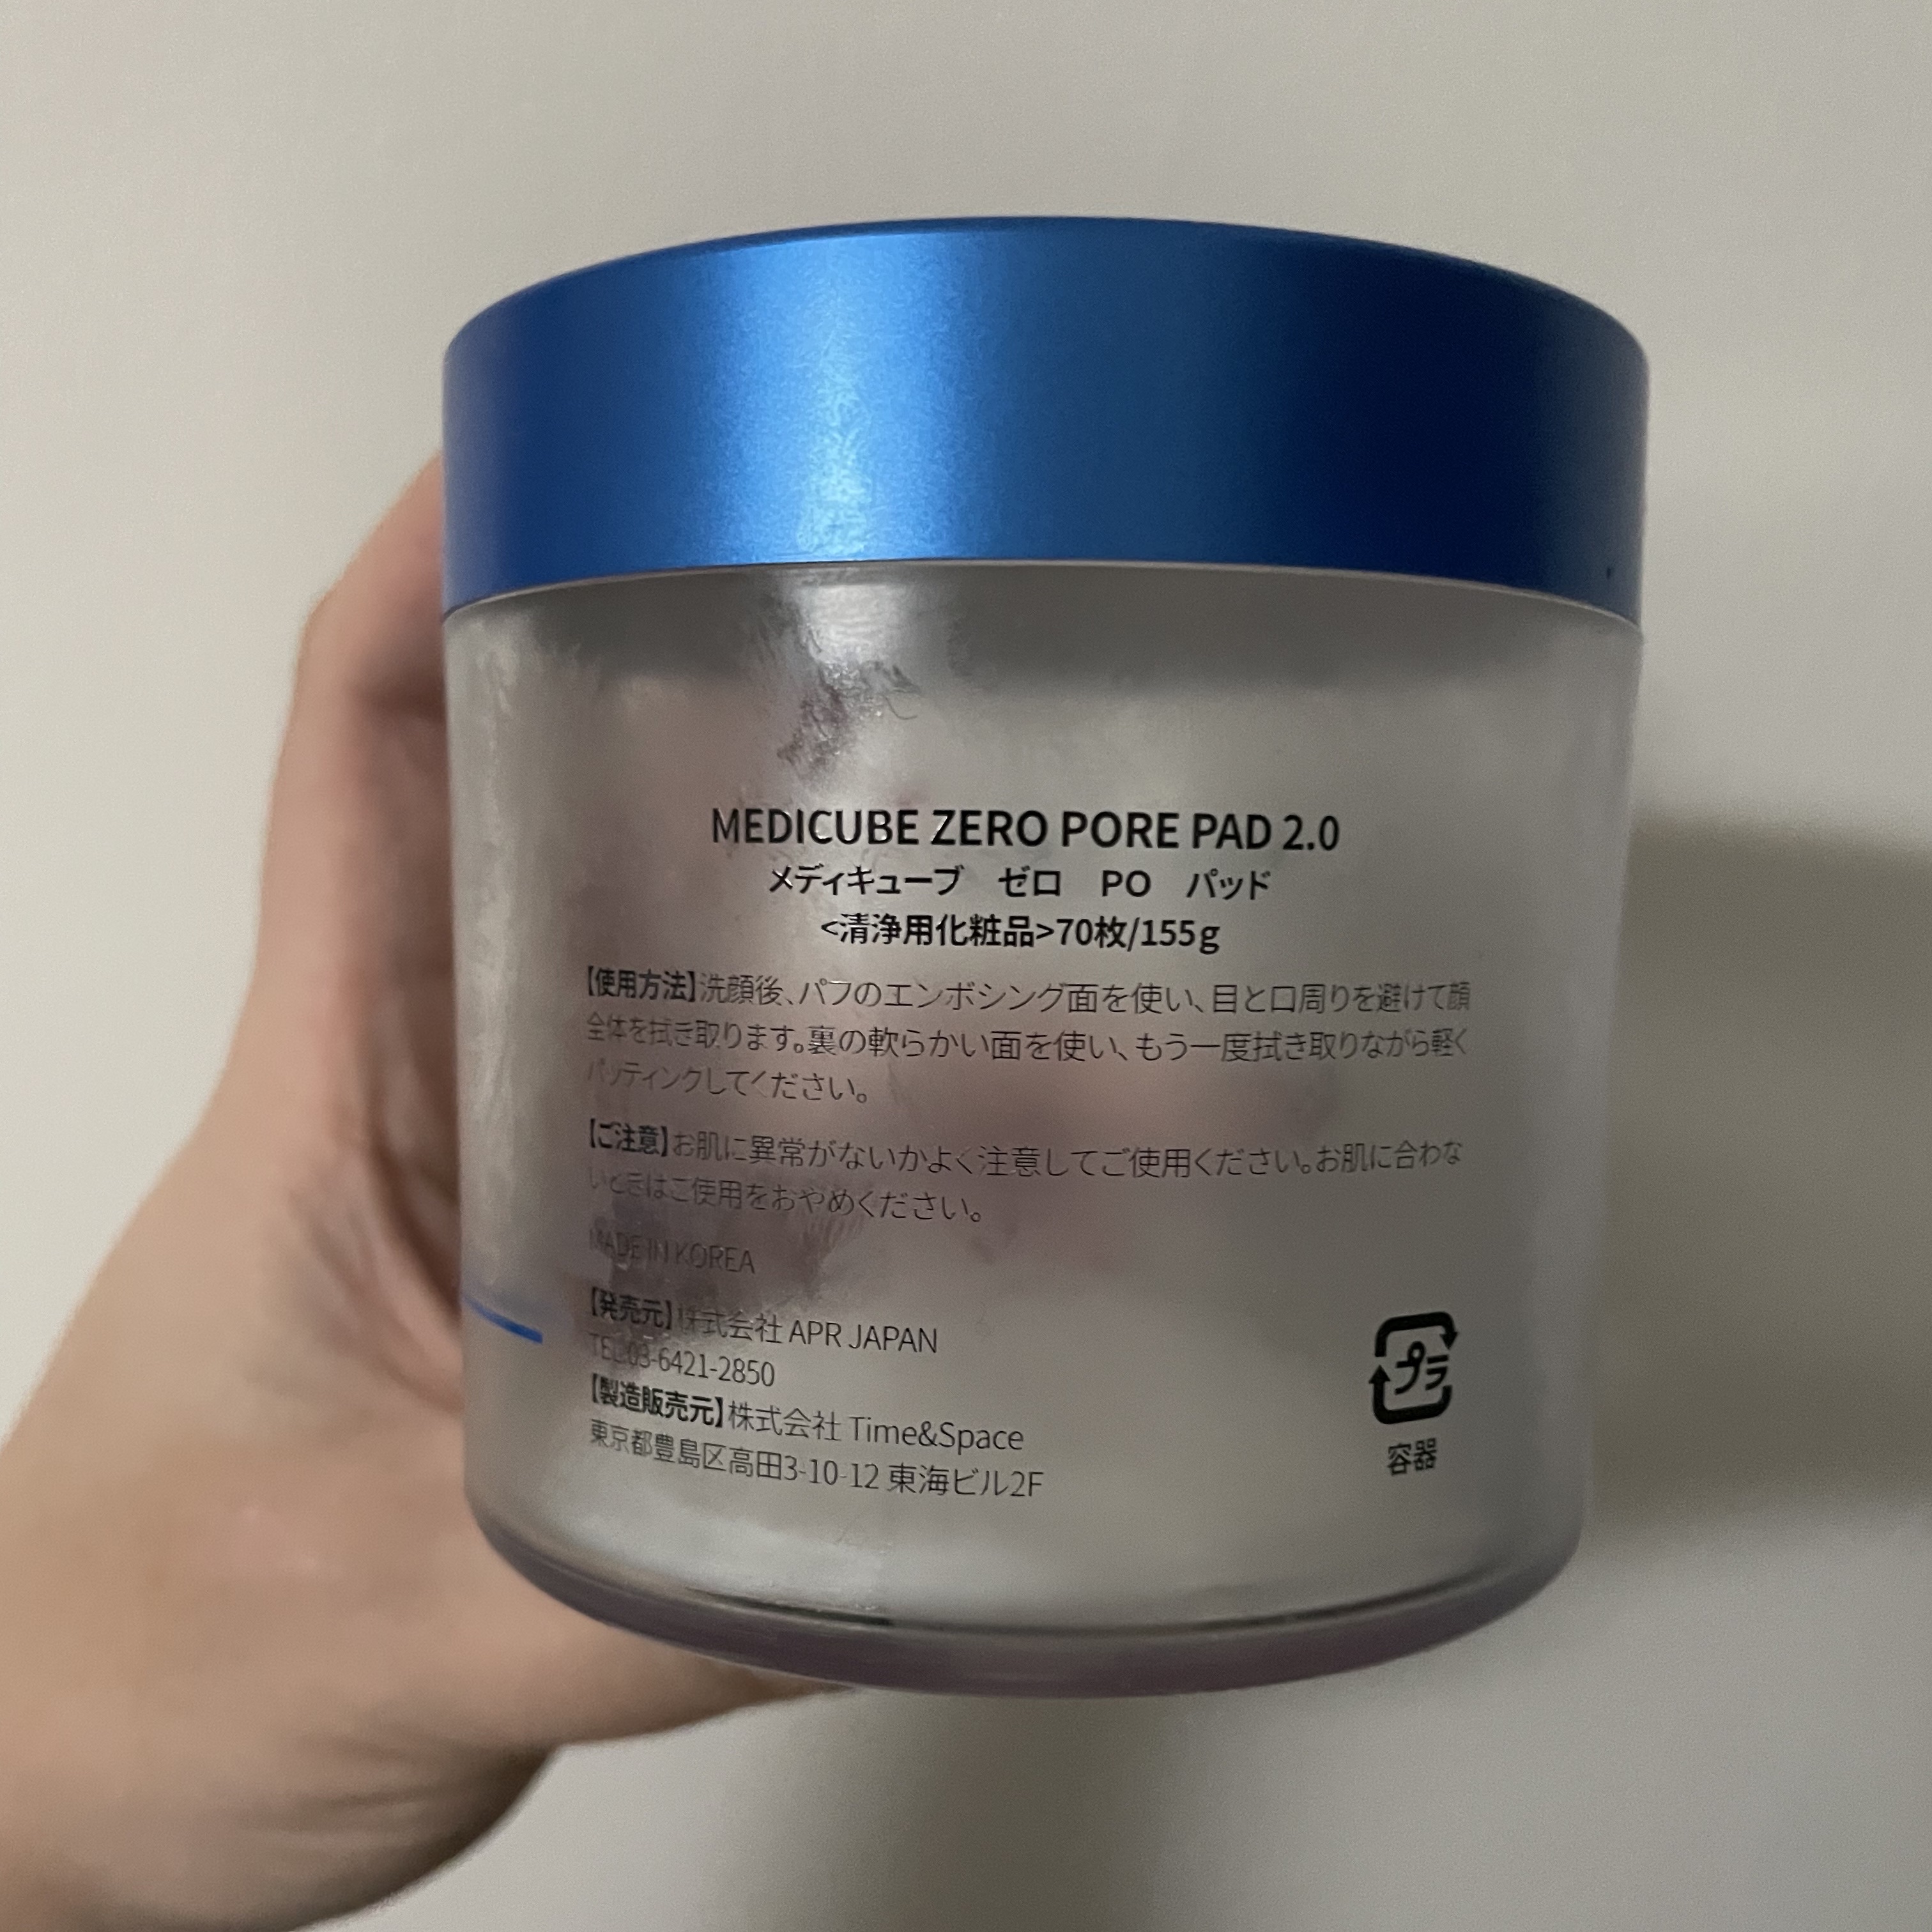 MEDICUBE ZERO PORE PAD 2.0
メディキューブ　ゼロ　PO　パッド
<清浄用化粧品>70枚/155g
【使用方法】洗顔後、パフのエンボシング面を使い、目と口周りを避けて顔
全体を拭き取ります。裏の軟らかい面を使い、もう一度拭き取りながら軽く
パッティングしてください。
【ご注意】お肌に異常がないかよく注意してご使用ください。お肌に合わな
いときはご使用をおやめください。
MADE IN KOREA
【発売元】株式会社 APR JAPAN
TEL:03-6421-2850
【製造販売元】株式会社 Time&Space
東京都豊島区高田3-10-12 東海ビル2F
プラ
容器